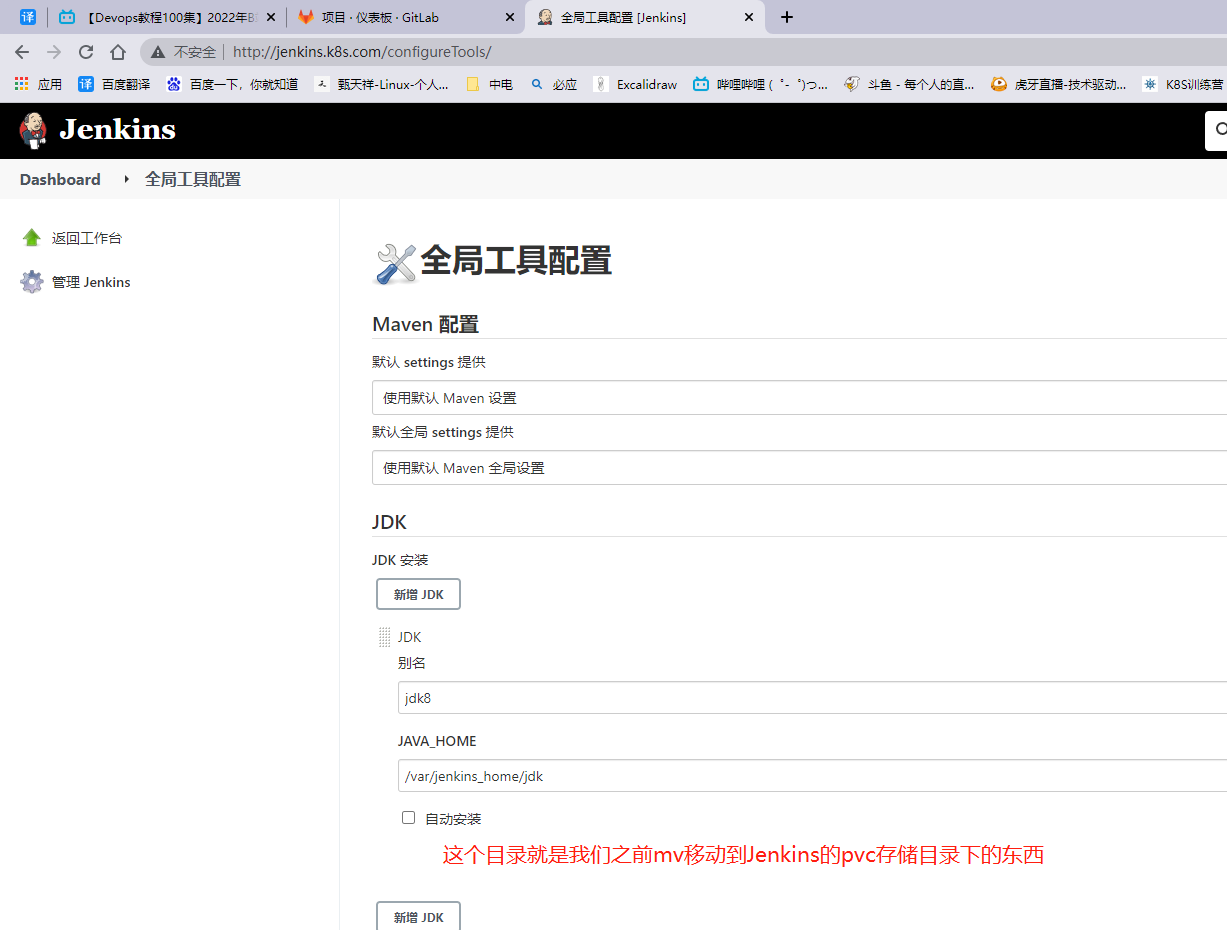 译
【Devops教程100集】2022年B
项目 · 仪表板 · GitLab
全局工具配置 [Jenkins]
不安全 http://jenkins.k8s.com/configureTools/
应用 译 百度翻译 百度一下，你就知道 甄天祥-Linux-个人... 中电 必应 Excalidraw 哔哩哔哩 ( ゜- ゜)つ... 斗鱼 - 每个人的直... 虎牙直播-技术驱动... K8S训练营
Jenkins
Dashboard 全局工具配置
返回工作台
管理 Jenkins
全局工具配置
Maven 配置
默认 settings 提供
使用默认 Maven 设置
默认全局 settings 提供
使用默认 Maven 全局设置
JDK
JDK 安装
新增 JDK
JDK
别名
jdk8
JAVA_HOME
/var/jenkins_home/jdk
自动安装
这个目录就是我们之前mv移动到Jenkins的pvc存储目录下的东西
新增 JDK